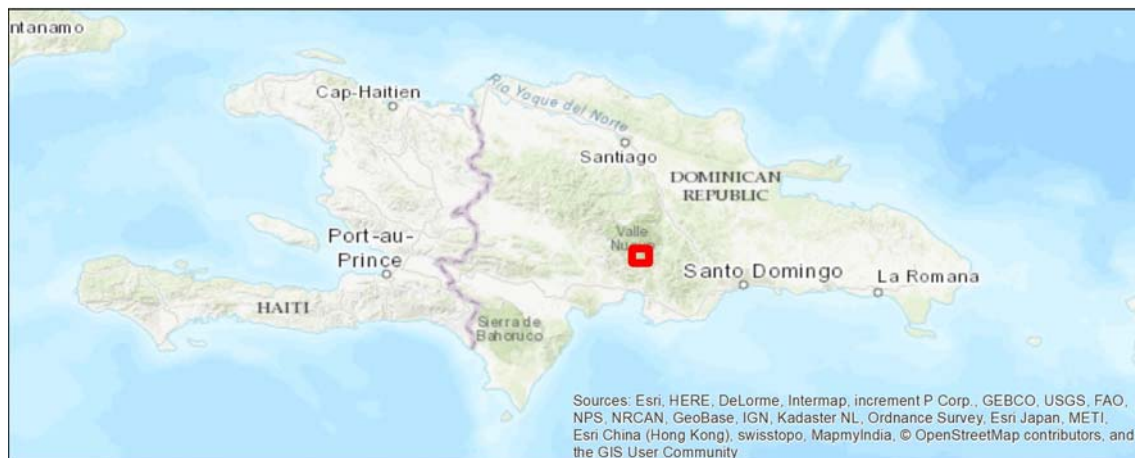 ntanamo
Cap-Haitien
Rio Yaque del Norte
Santiago
DOMINICAN
REPUBLIC
Valle
Port-au-
Prince
Santo Domingo
La Romana
HAITI
Sierra de
Bahoruco
Sources: Esri, HERE, DeLorme, Intermap, increment P Corp., GEBCO, USGS, FAO,
NPS, NRCAN, GeoBase, IGN, Kadaster NL, Ordnance Survey, Esri Japan, METI,
Esri China (Hong Kong), swisstopo, MapmyIndia, © OpenStreetMap contributors, and
the GIS User Community